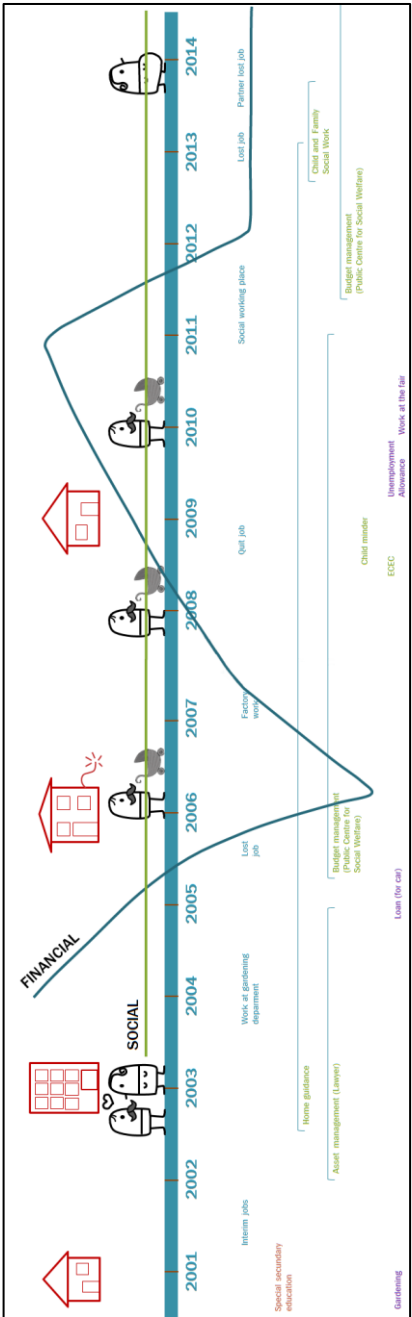 FINANCIAL
SOCIAL
2001
2002
2003
2004
2005
2006
2007
2008
2009
2010
2011
2012
2013
2014
Interim jobs
Work at gardening
deparment
Lost
job
Factory
work
Quit job
Social working place
Lost job
Partner lost job
Special secundary
education
Home guidance
Child and Family
Social Work
Asset management (Lawyer)
Budget management
(Public Centre for
Social Welfare)
Budget management
(Public Centre for Social Welfare)
Child minder
ECEC
Gardening
Loan (for car)
Unemployment
Allowance
Work at the fair